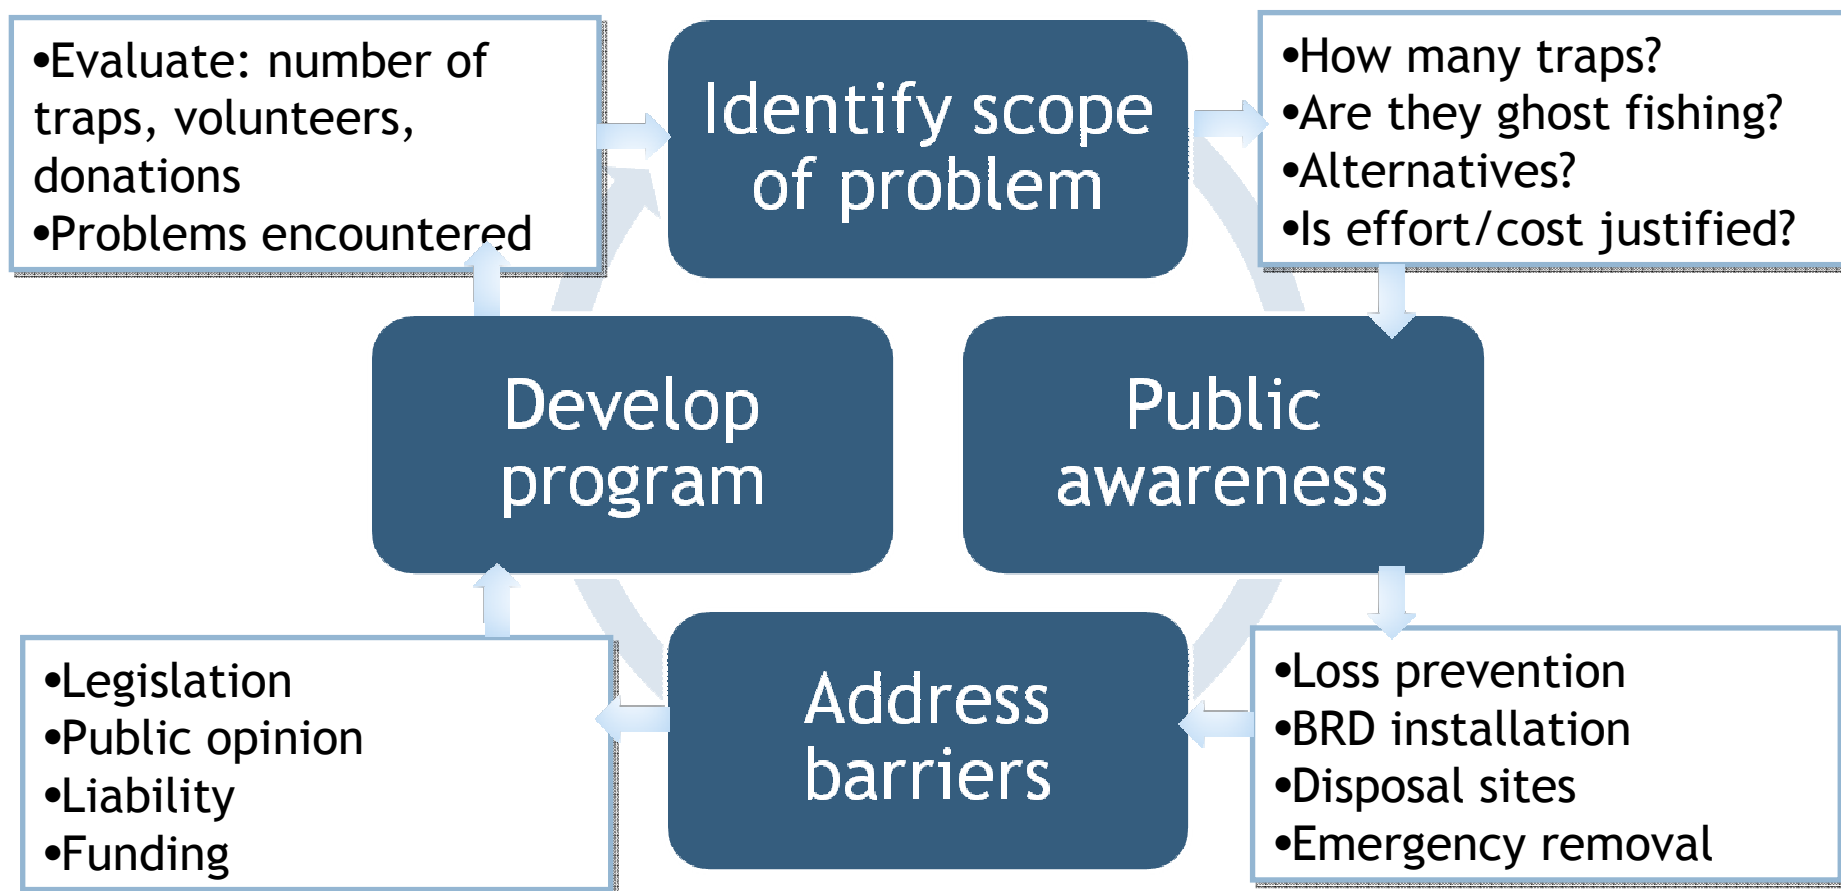 •Evaluate: number of
traps, volunteers,
donations
•Problems encountered
Identify scope
of problem
•How many traps?
•Are they ghost fishing?
•Alternatives?
•Is effort/cost justified?
Develop
program
Public
awareness
•Legislation
•Public opinion
•Liability
•Funding
Address
barriers
•Loss prevention
•BRD installation
•Disposal sites
•Emergency removal